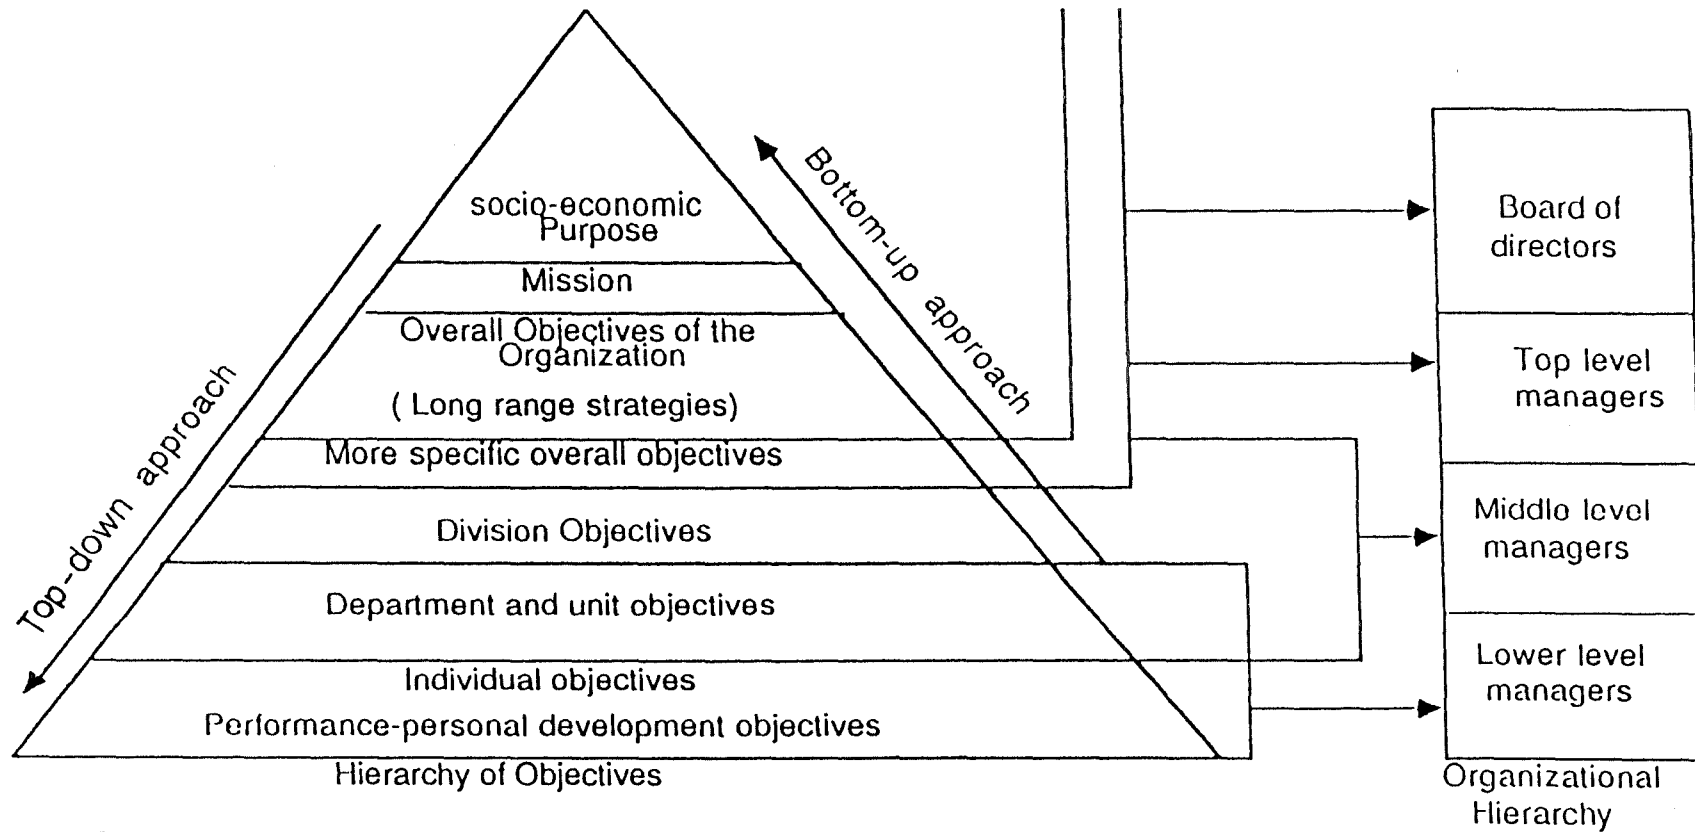 socio-economic
Purpose
Mission
Overall Objectives of the
Organization
( Long range strategies)
More specific overall objectives
Division Objectives
Department and unit objectives
Individual objectives
Performance-personal development objectives
Hierarchy of Objectives
Top-down approach
Bottom-up approach
Board of
directors
Top level
managers
Middle level
managers
Lower level
managers
Organizational
Hierarchy